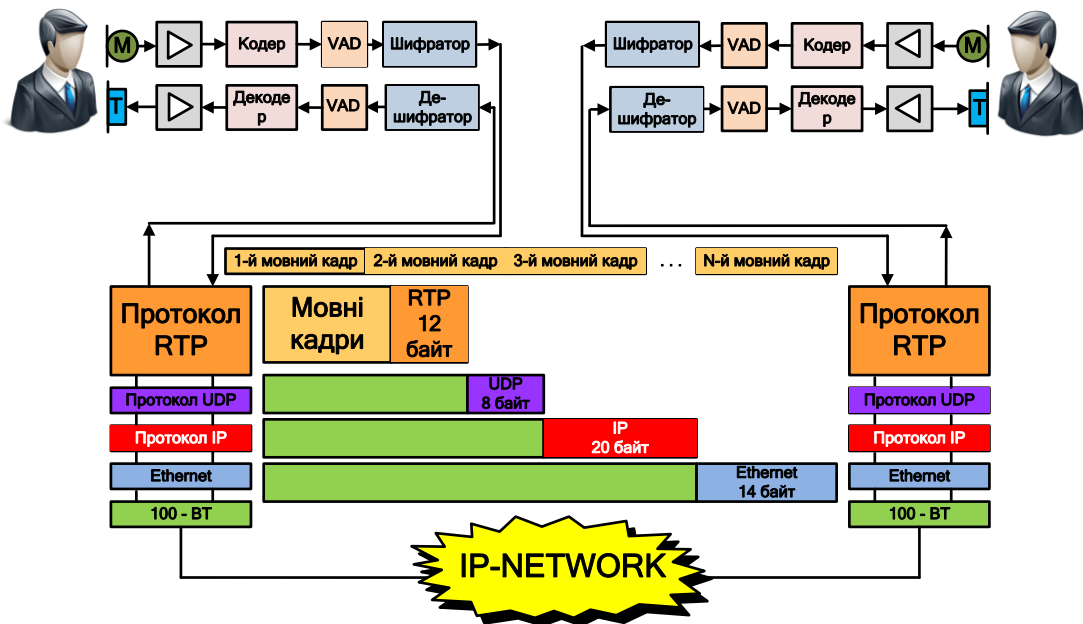 М
Кодер
VAD
Шифратор
Шифратор
VAD
Кодер
М
Т
Декоде
р
VAD
Де-
шифратор
Де-
шифратор
VAD
Декоде
р
Т
1-й мовний кадр
2-й мовний кадр
3-й мовний кадр
. . .
N-й мовний кадр
Протокол
RTP
Мовні
кадри
RTP
12
байт
Протокол
RTP
Протокол UDP
UDP
8 байт
Протокол UDP
Протокол IP
IP
20 байт
Протокол IP
Ethernet
Ethernet
14 байт
Ethernet
100 - BT
100 - BT
IP-NETWORK